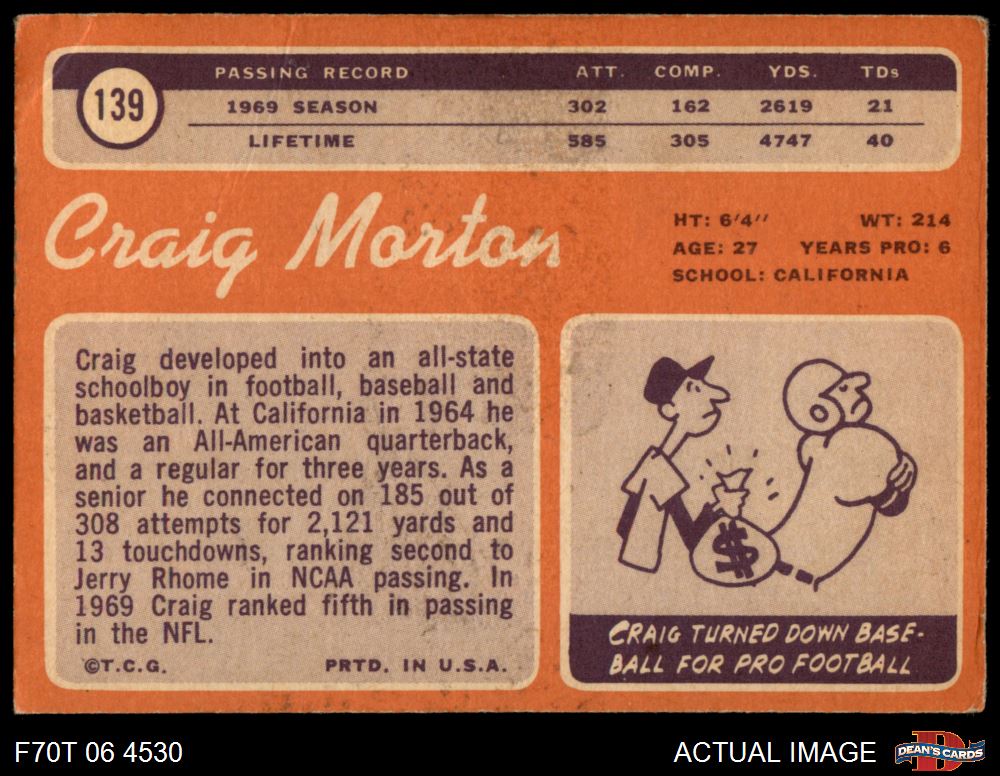 139
PASSING RECORD ATT. COMP. YDS. TDs
1969 SEASON 302 162 2619 21
LIFETIME 585 305 4747 40
Craig Morton
HT: 6'4'' WT: 214
AGE: 27 YEARS PRO: 6
SCHOOL: CALIFORNIA
Craig developed into an all-state
schoolboy in football, baseball and
basketball. At California in 1964 he
was an All-American quarterback,
and a regular for three years. As a
senior he connected on 185 out of
308 attempts for 2,121 yards and
13 touchdowns, ranking second to
Jerry Rhome in NCAA passing. In
1969 Craig ranked fifth in passing
in the NFL.
©T.C.G. PRTD. IN U.S.A.
$
CRAIG TURNED DOWN BASE-
BALL FOR PRO FOOTBALL
F70T 06 4530
ACTUAL IMAGE
D
DEAN'S CARDS